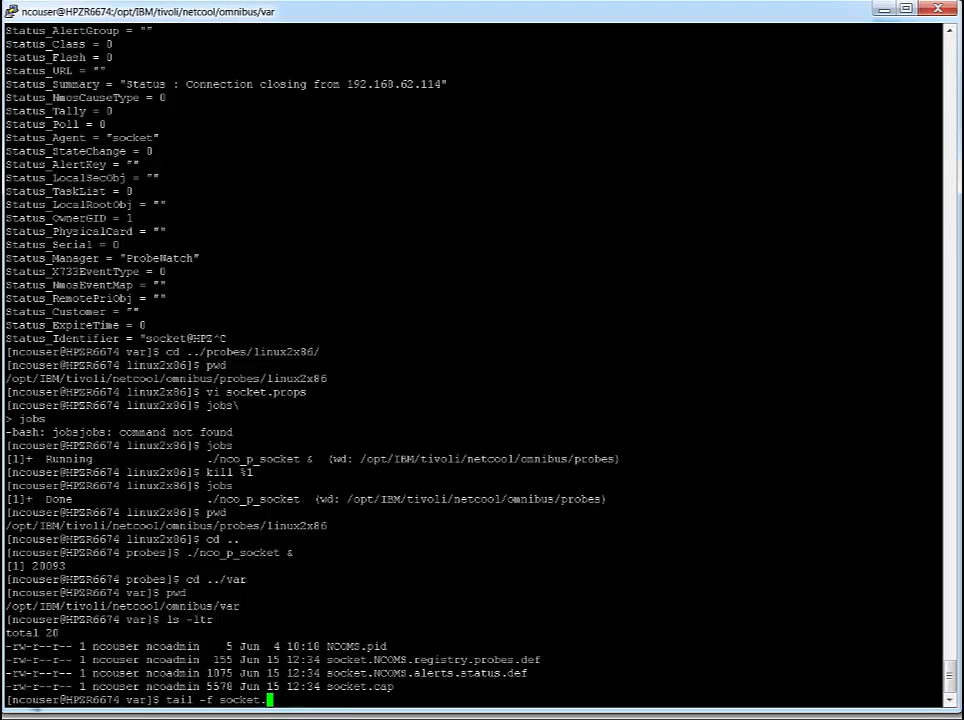 ncouser@HPZR6674:/opt/IBM/tivoli/netcool/omnibus/var
Status_AlertGroup = ""
Status_Class = 0
Status_Flash = 0
Status_URL = ""
Status_Summary = "Status : Connection closing from 192.168.62.114"
Status_NmosCauseType = 0
Status_Tally = 0
Status_Poll = 0
Status_Agent = "socket"
Status_StateChange = 0
Status_AlertKey = ""
Status_LocalSecObj = ""
Status_TaskList = 0
Status_LocalRootObj = ""
Status_OwnerGID = 1
Status_PhysicalCard = ""
Status_Serial = 0
Status_Manager = "ProbeWatch"
Status_X733EventType = 0
Status_NmosEventMap = ""
Status_RemotePriObj = ""
Status_Customer = ""
Status_ExpireTime = 0
Status_Identifier = "socket@HPZ^C
[ncouser@HPZR6674 var]$ cd ../probes/linux2x86/
[ncouser@HPZR6674 linux2x86]$ pwd
/opt/IBM/tivoli/netcool/omnibus/probes/linux2x86
[ncouser@HPZR6674 linux2x86]$ vi socket.props
[ncouser@HPZR6674 linux2x86]$ jobs\
> jobs
-bash: jobsjobs: command not found
[ncouser@HPZR6674 linux2x86]$ jobs
[1]+  Running                 ./nco_p_socket &  (wd: /opt/IBM/tivoli/netcool/omnibus/probes)
[ncouser@HPZR6674 linux2x86]$ kill %1
[ncouser@HPZR6674 linux2x86]$ jobs
[1]+  Done                    ./nco_p_socket  (wd: /opt/IBM/tivoli/netcool/omnibus/probes)
[ncouser@HPZR6674 linux2x86]$ pwd
/opt/IBM/tivoli/netcool/omnibus/probes/linux2x86
[ncouser@HPZR6674 linux2x86]$ cd ..
[ncouser@HPZR6674 probes]$ ./nco_p_socket &
[1] 20093
[ncouser@HPZR6674 probes]$ cd ../var
[ncouser@HPZR6674 var]$ pwd
/opt/IBM/tivoli/netcool/omnibus/var
[ncouser@HPZR6674 var]$ ls -ltr
total 20
-rw-r--r-- 1 ncouser ncoadmin    5 Jun  4 10:18 NCOMS.pid
-rw-r--r-- 1 ncouser ncoadmin  155 Jun 15 12:34 socket.NCOMS.registry.probes.def
-rw-r--r-- 1 ncouser ncoadmin 1075 Jun 15 12:34 socket.NCOMS.alerts.status.def
-rw-r--r-- 1 ncouser ncoadmin 5578 Jun 15 12:34 socket.cap
[ncouser@HPZR6674 var]$ tail -f socket.